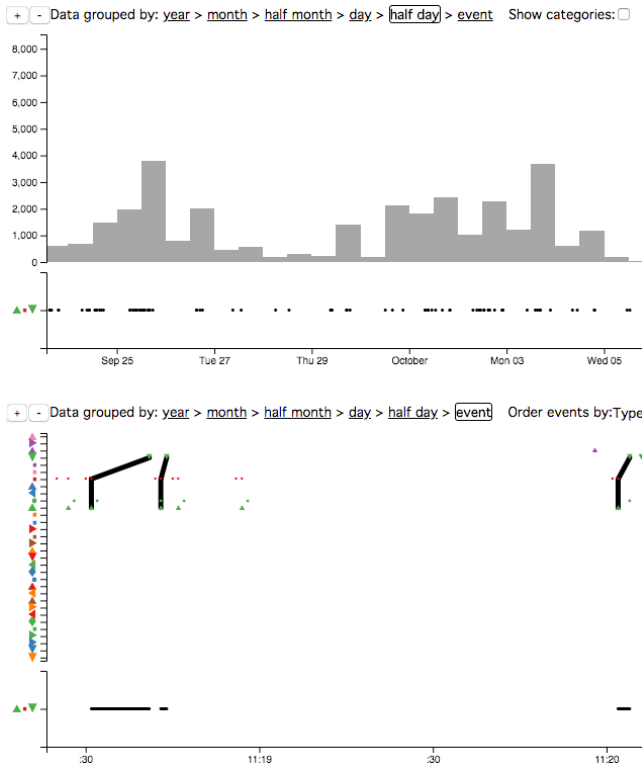 + - Data grouped by: year > month > half month > day > half day > event Show categories:
8,000
7,000
6,000
5,000
4,000
3,000
2,000
1,000
0
Sep 25 Tue 27 Thu 29 October Mon 03 Wed 05
+ - Data grouped by: year > month > half month > day > half day > event Order events by:Type
:30 11:19 :30 11:20